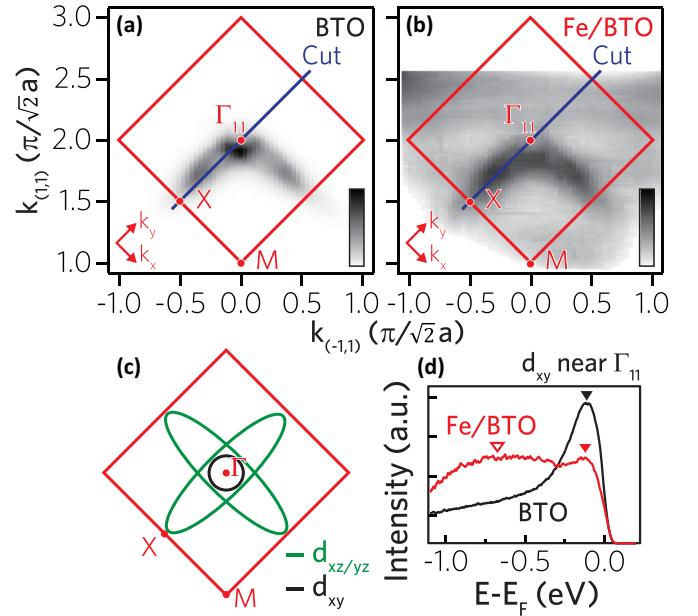 (a) BTO
(b) Fe/BTO
k(1,1) (π/√2a)
3.0
2.5
2.0
1.5
1.0
Cut
Γ11
X
M
ky
kx
-1.0 -0.5 0.0 0.5 1.0
Cut
Γ11
X
M
ky
kx
-1.0 -0.5 0.0 0.5 1.0
k(-1,1) (π/√2a)
(c)
Γ
X
M
dxz/yz
dxy
(d)
dxy near Γ11
Intensity (a.u.)
Fe/BTO
BTO
-1.0 -0.5 0.0
E-EF (eV)